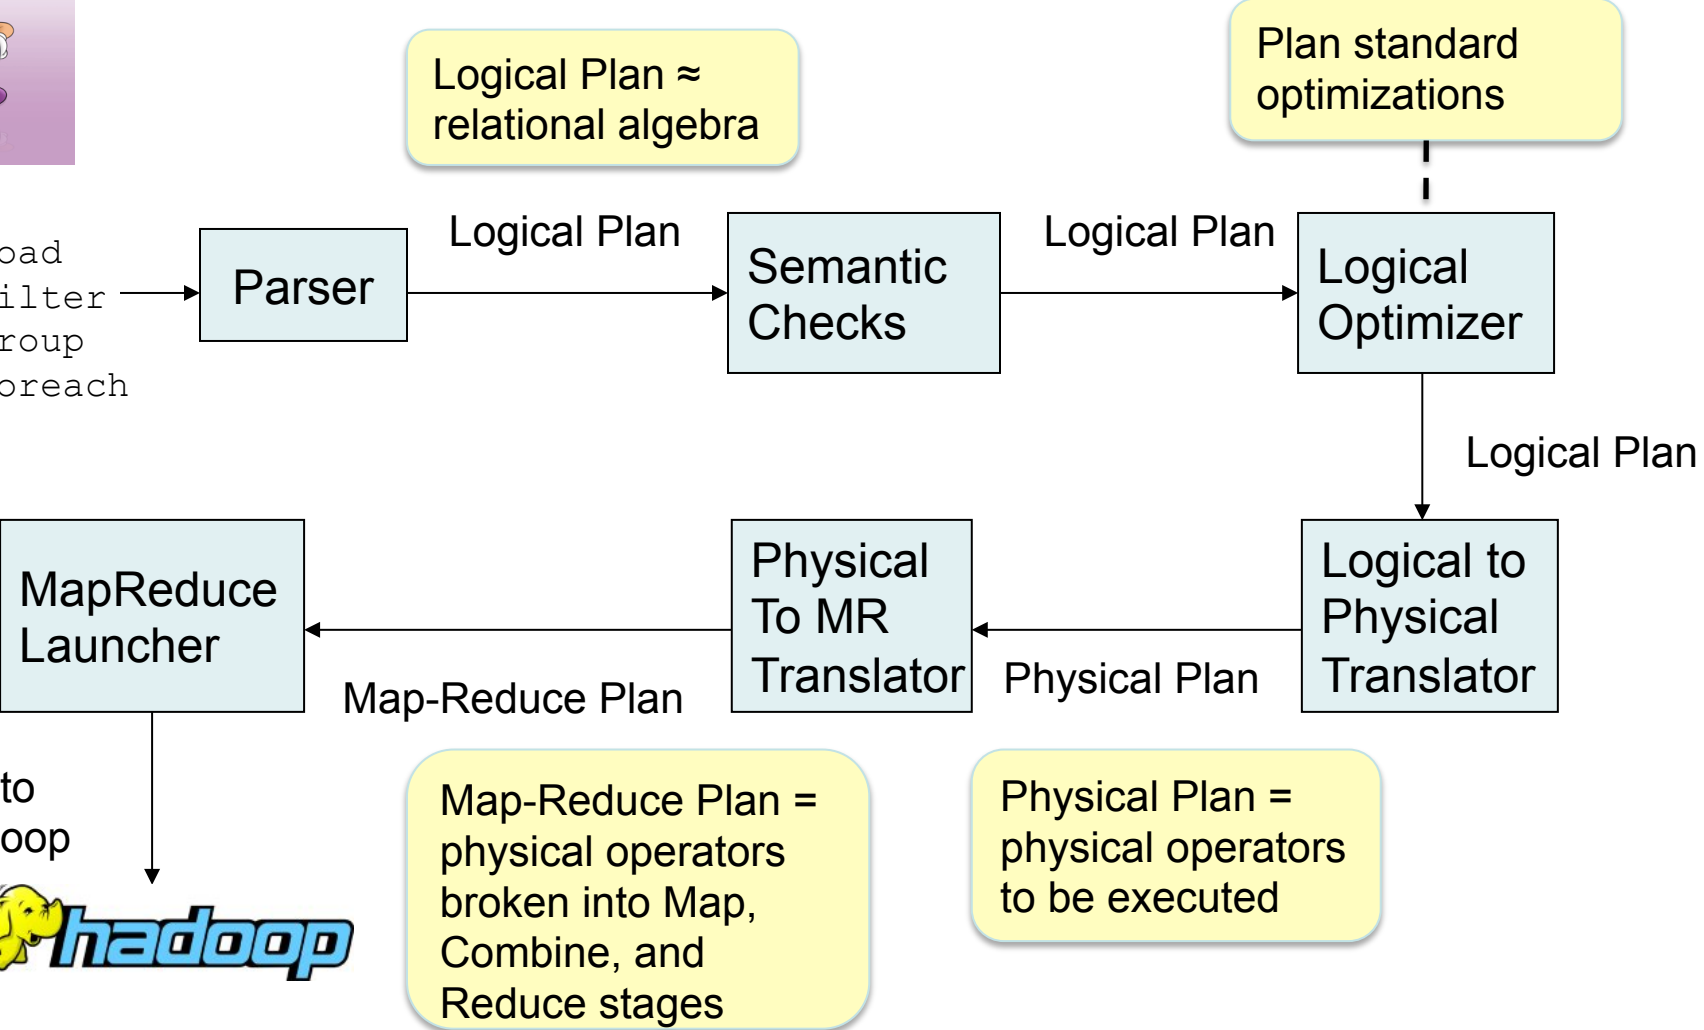 Logical Plan ≈
relational algebra
Plan standard
optimizations
oad
ilter
roup
oreach
Parser
Logical Plan
Semantic
Checks
Logical Plan
Logical
Optimizer
Logical Plan
MapReduce
Launcher
Map-Reduce Plan
Physical
To MR
Translator
Physical Plan
Logical to
Physical
Translator
to
oop
hadoop
Map-Reduce Plan =
physical operators
broken into Map,
Combine, and
Reduce stages
Physical Plan =
physical operators
to be executed